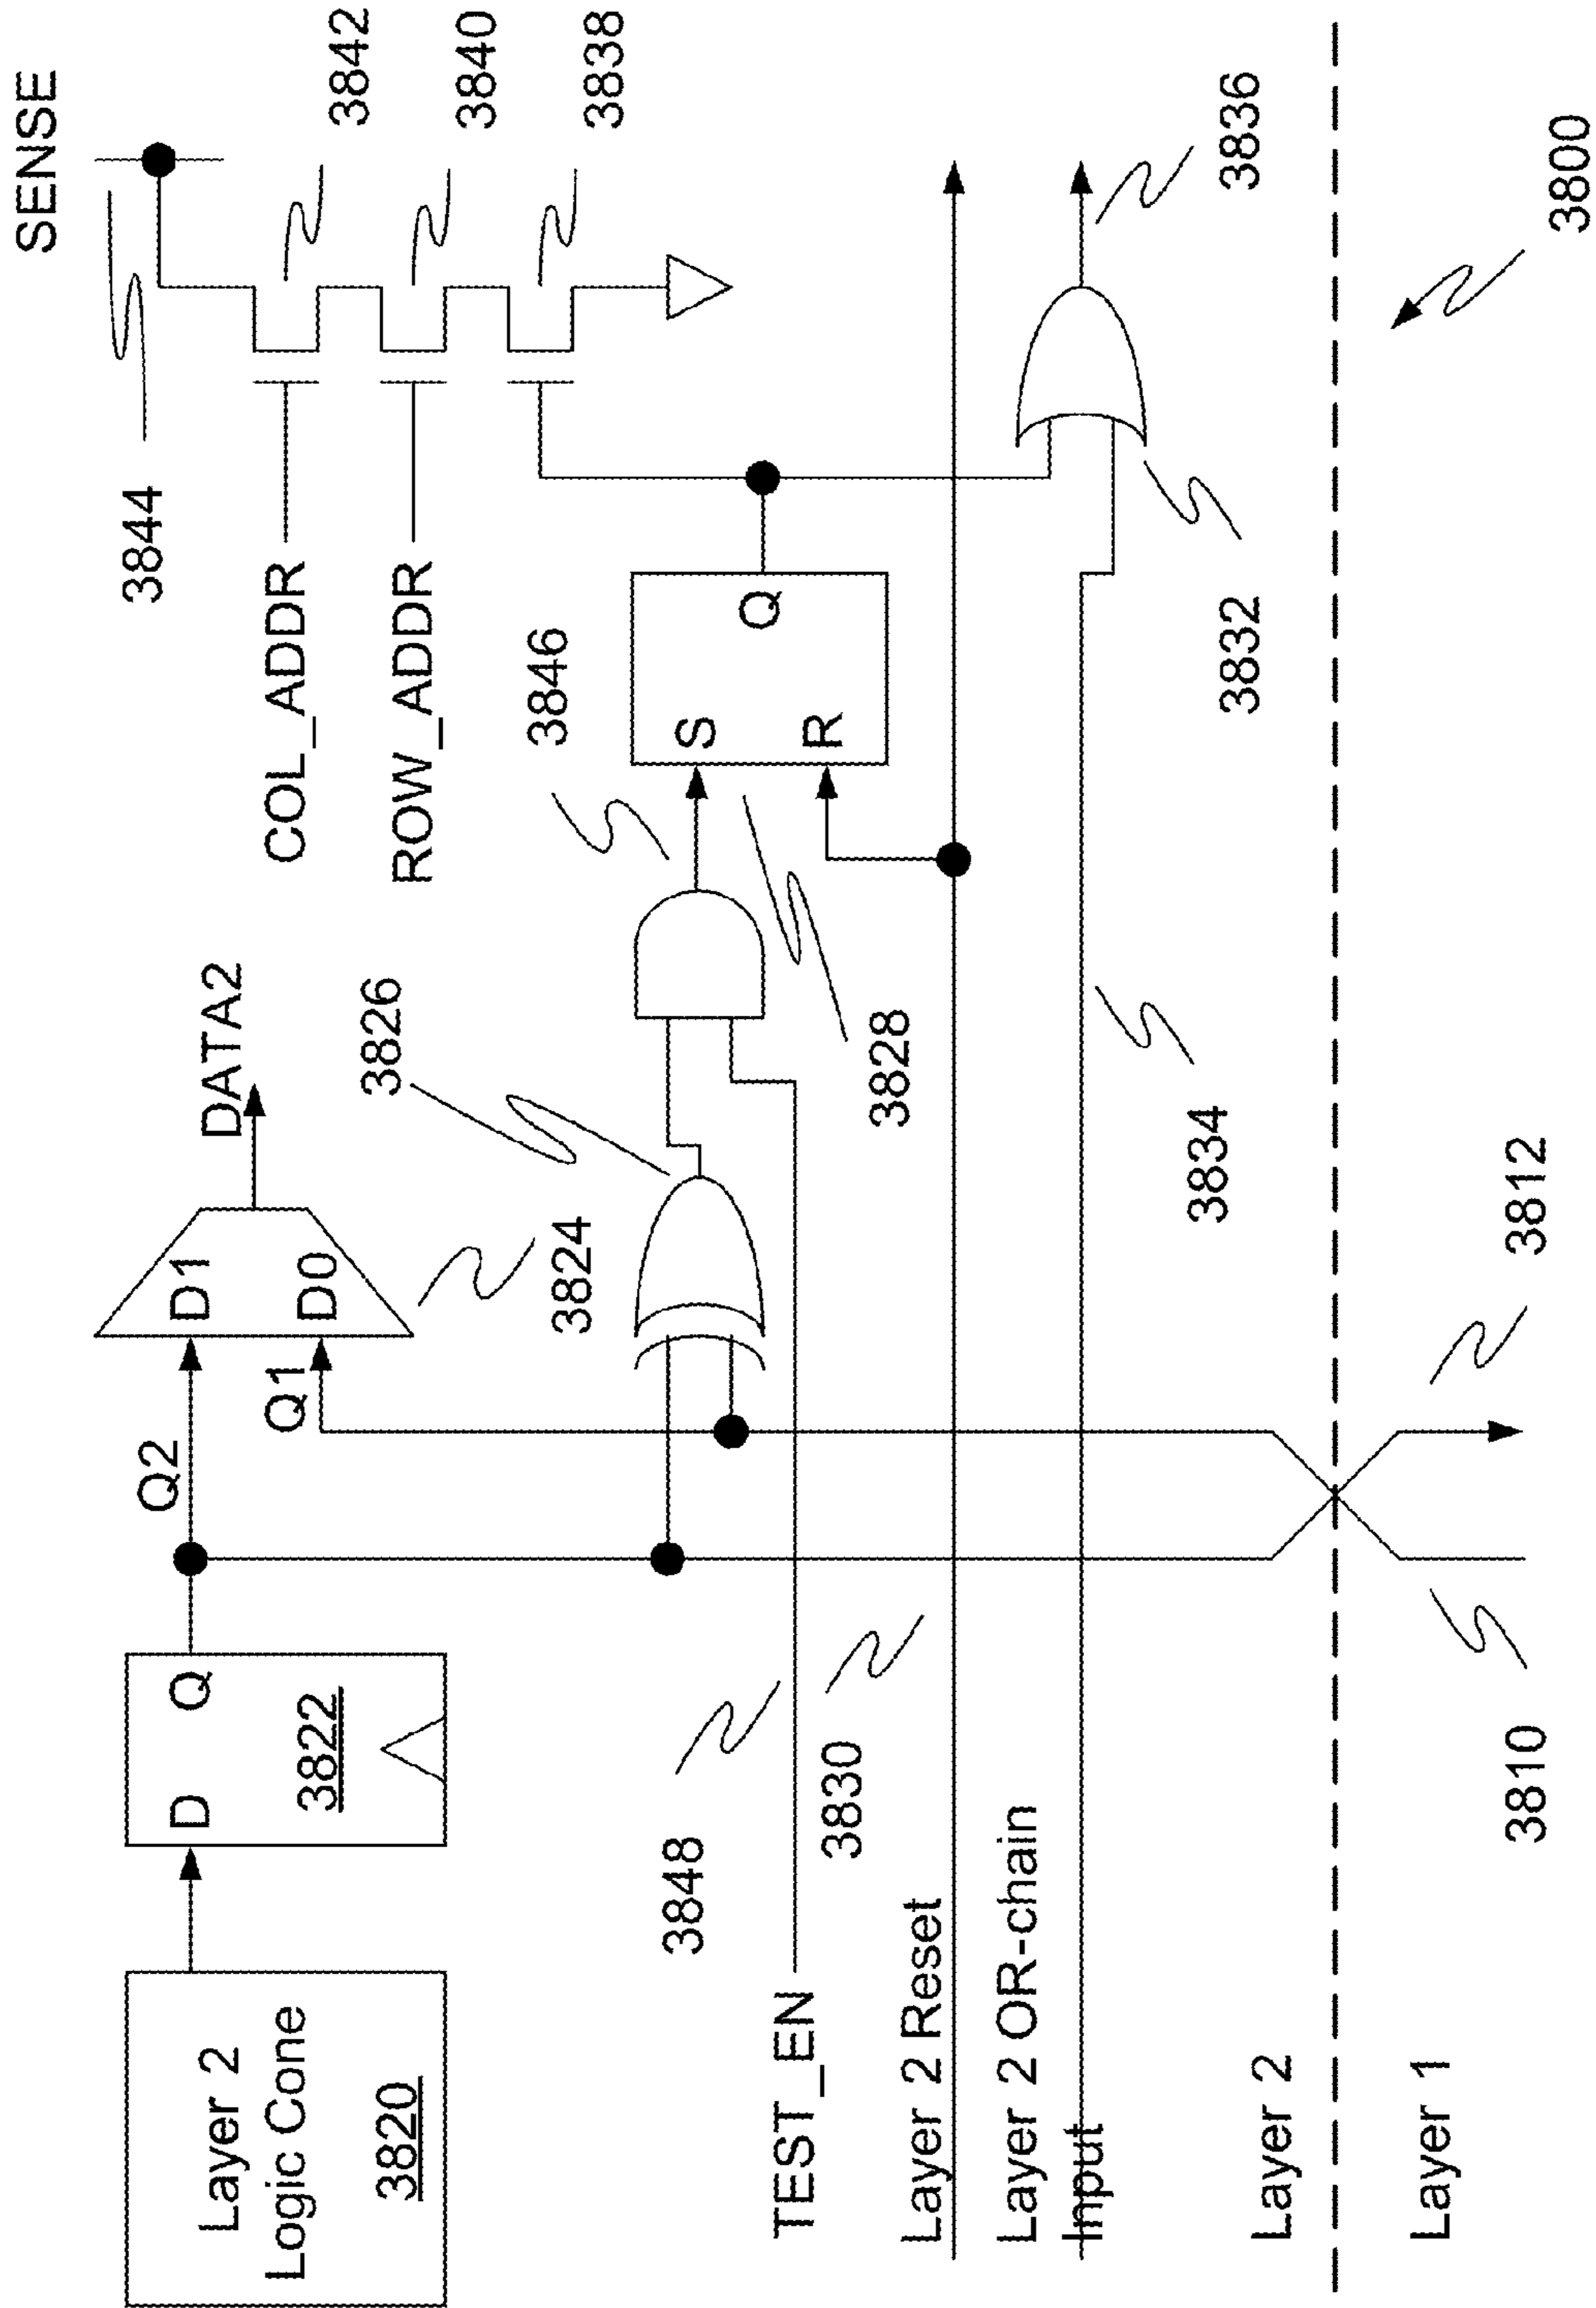 SENSE
3844
3842
3840
3838
COL_ADDR
ROW_ADDR
DATA2
Q2
D1
Q1
D0
3824
3826
3846
D Q
3822
Layer 2
Logic Cone
3820
S
Q
R
3828
3848
TEST_EN
3830
Layer 2 Reset
Layer 2 OR-chain
Input
3834
3832
3836
Layer 2
Layer 1
3810
3812
3800